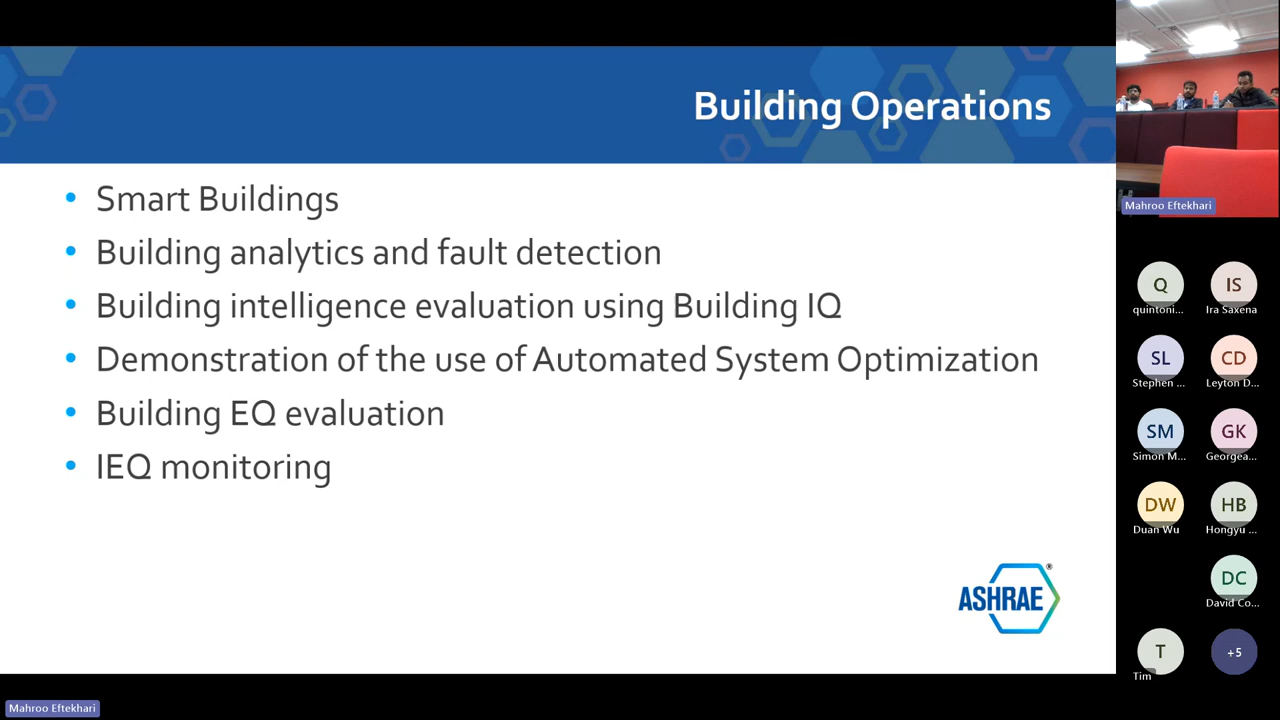 Building Operations
• Smart Buildings
• Building analytics and fault detection
• Building intelligence evaluation using Building IQ
• Demonstration of the use of Automated System Optimization
• Building EQ evaluation
• IEQ monitoring
ASHRAE®
Mahroo Eftekhari
Q
quintoni...
IS
Ira Saxena
SL
Stephen ...
CD
Leyton D...
SM
Simon M...
GK
Georgea...
DW
Duan Wu
HB
Hongyu ...
DC
David Co...
T
Tim
+5
Mahroo Eftekhari